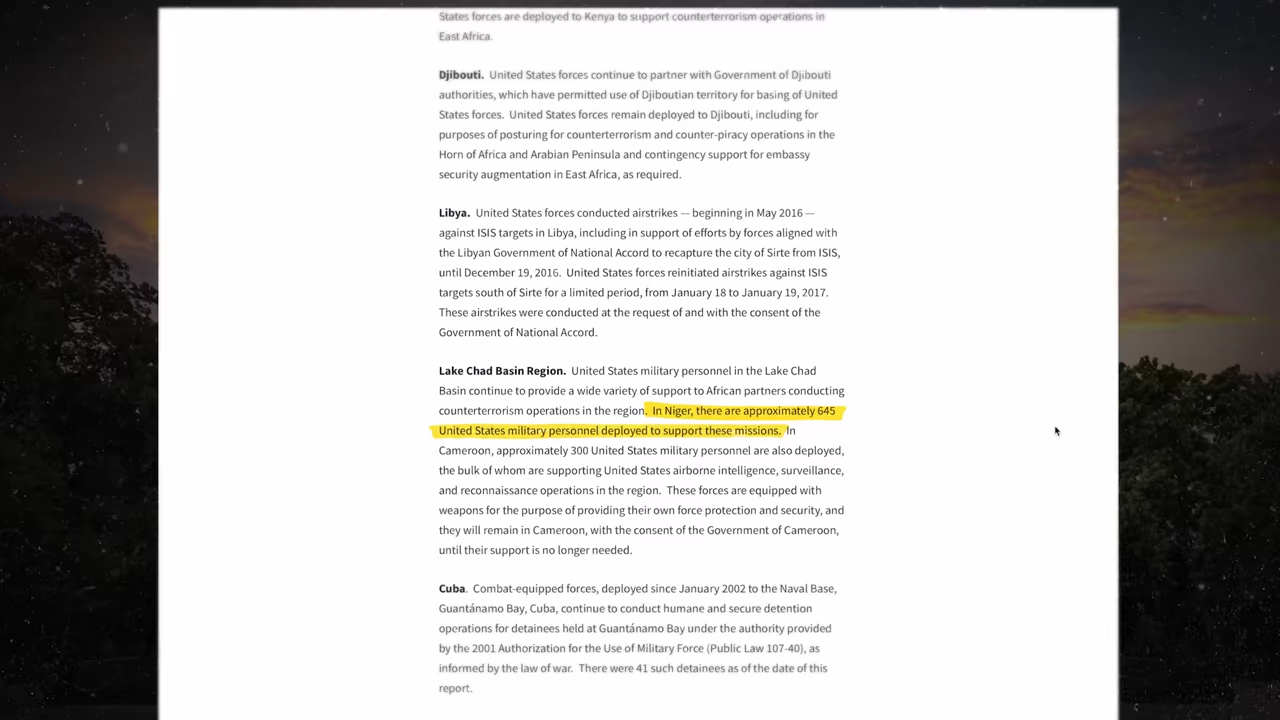 States forces are deployed to Kenya to support counterterrorism operations in
East Africa.
Djibouti.  United States forces continue to partner with Government of Djibouti
authorities, which have permitted use of Djiboutian territory for basing of United
States forces.  United States forces remain deployed to Djibouti, including for
purposes of posturing for counterterrorism and counter-piracy operations in the
Horn of Africa and Arabian Peninsula and contingency support for embassy
security augmentation in East Africa, as required.
Libya.  United States forces conducted airstrikes -- beginning in May 2016 --
against ISIS targets in Libya, including in support of efforts by forces aligned with
the Libyan Government of National Accord to recapture the city of Sirte from ISIS,
until December 19, 2016.  United States forces reinitiated airstrikes against ISIS
targets south of Sirte for a limited period, from January 18 to January 19, 2017.
These airstrikes were conducted at the request of and with the consent of the
Government of National Accord.
Lake Chad Basin Region.  United States military personnel in the Lake Chad
Basin continue to provide a wide variety of support to African partners conducting
counterterrorism operations in the region.  In Niger, there are approximately 645
United States military personnel deployed to support these missions.  In
Cameroon, approximately 300 United States military personnel are also deployed,
the bulk of whom are supporting United States airborne intelligence, surveillance,
and reconnaissance operations in the region.  These forces are equipped with
weapons for the purpose of providing their own force protection and security, and
they will remain in Cameroon, with the consent of the Government of Cameroon,
until their support is no longer needed.
Cuba.  Combat-equipped forces, deployed since January 2002 to the Naval Base,
Guantánamo Bay, Cuba, continue to conduct humane and secure detention
operations for detainees held at Guantánamo Bay under the authority provided
by the 2001 Authorization for the Use of Military Force (Public Law 107-40), as
informed by the law of war.  There were 41 such detainees as of the date of this
report.